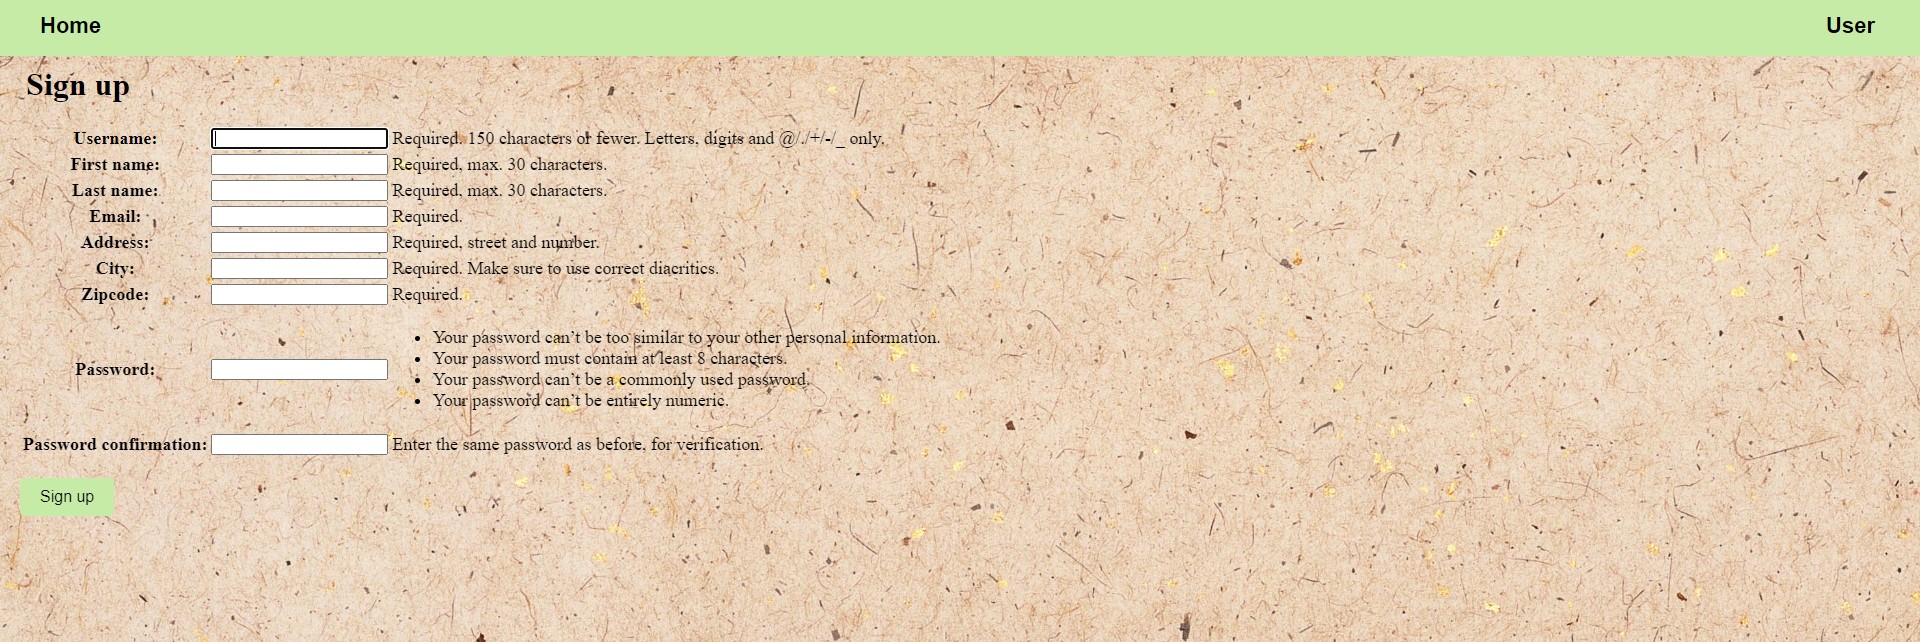 Home User
Sign up
Username: Required. 150 characters or fewer. Letters, digits and @/./+/-/_ only.
First name: Required, max. 30 characters.
Last name: Required, max. 30 characters.
Email: Required.
Address: Required, street and number.
City: Required. Make sure to use correct diacritics.
Zipcode: Required.
• Your password can’t be too similar to your other personal information.
• Your password must contain at least 8 characters.
Password:
• Your password can’t be a commonly used password.
• Your password can’t be entirely numeric.
Password confirmation: Enter the same password as before, for verification.
Sign up